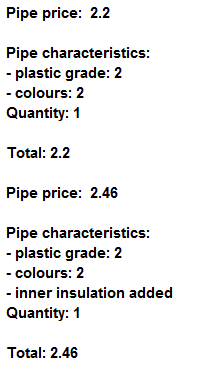 Pipe price: 2.2
Pipe characteristics:
- plastic grade: 2
- colours: 2
Quantity: 1
Total: 2.2
Pipe price: 2.46
Pipe characteristics:
- plastic grade: 2
- colours: 2
- inner insulation added
Quantity: 1
Total: 2.46